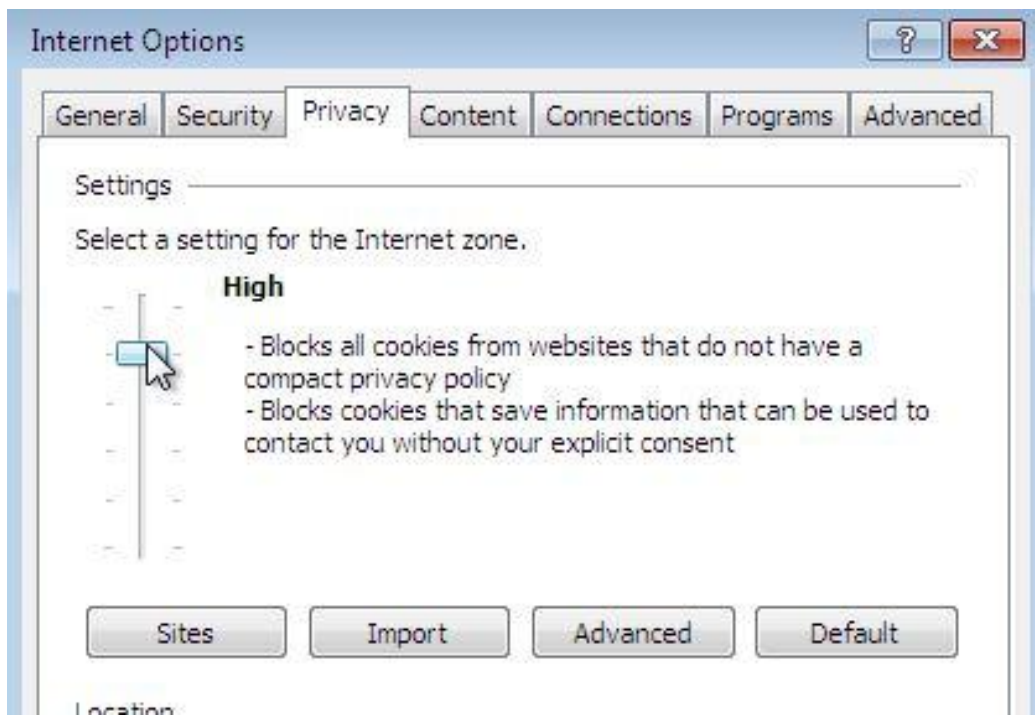 Internet Options
?
General Security Privacy Content Connections Programs Advanced
Settings
Select a setting for the Internet zone.
High
- Blocks all cookies from websites that do not have a
compact privacy policy
- Blocks cookies that save information that can be used to
contact you without your explicit consent
Sites Import Advanced Default
Location